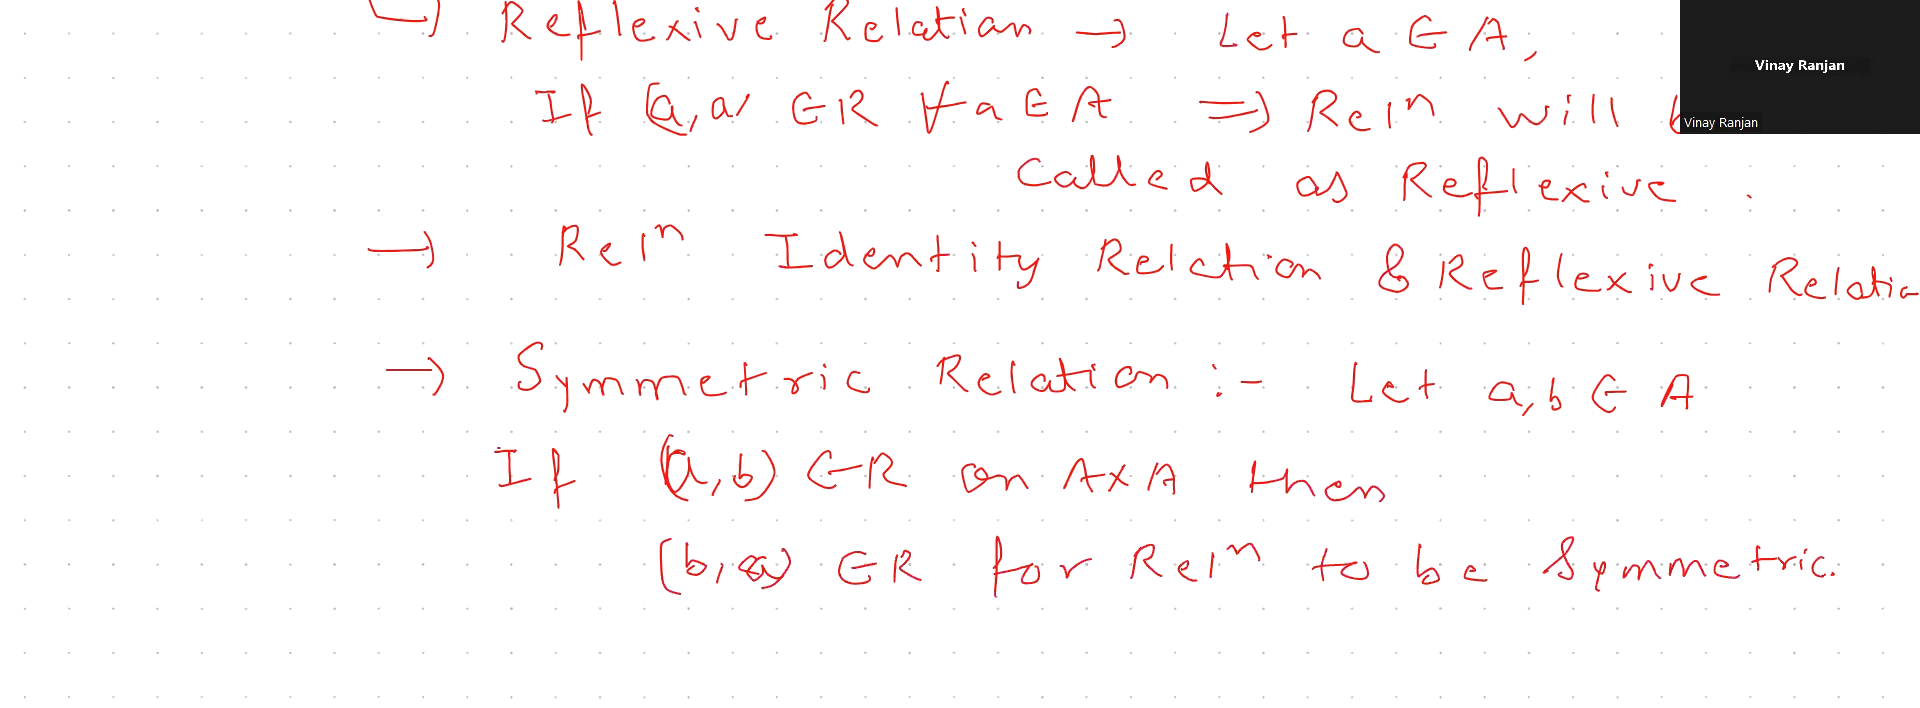 Reflexive Relation → Let a ∈ A,
If (a, a) ∈ R ∀ a ∈ A ⇒ Relⁿ will
Called as Reflexive.
→ Relⁿ Identity Relation & Reflexive Relatio
→ Symmetric Relation :- Let a, b ∈ A
If (a, b) ∈ R on A×A then
(b, a) ∈ R for Relⁿ to be Symmetric.
Vinay Ranjan
Vinay Ranjan